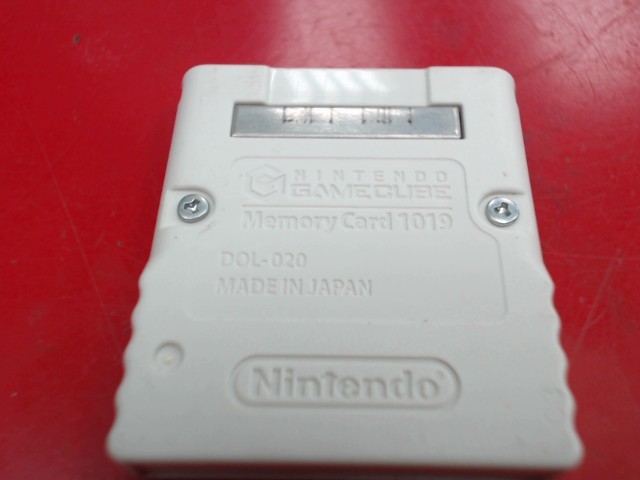 NINTENDO
GAMECUBE
Memory Card 1019
DOL-020
MADE IN JAPAN
Nintendo